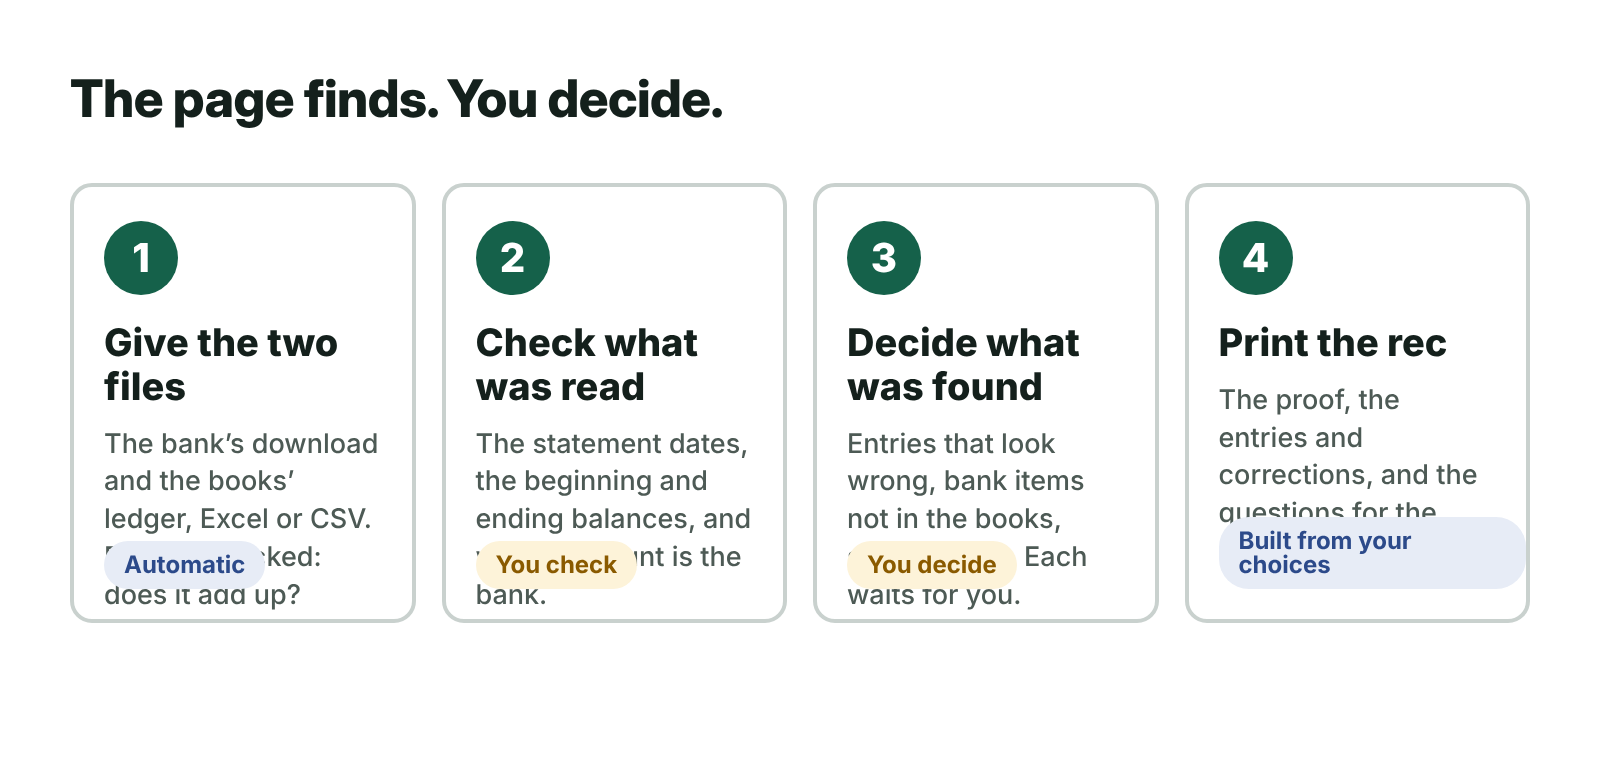 The page finds. You decide.
1
Give the two
files
The bank’s download
and the books’
ledger, Excel or CSV.
cked:
Automatic
does it add up?
2
Check what
was read
The statement dates,
the beginning and
ending balances, and
is the
You check
bank.
3
Decide what
was found
Entries that look
wrong, bank items
not in the books,
Each
You decide
waits for you.
4
Print the rec
The proof, the
entries and
corrections, and the
questions for the
Built from your
choices